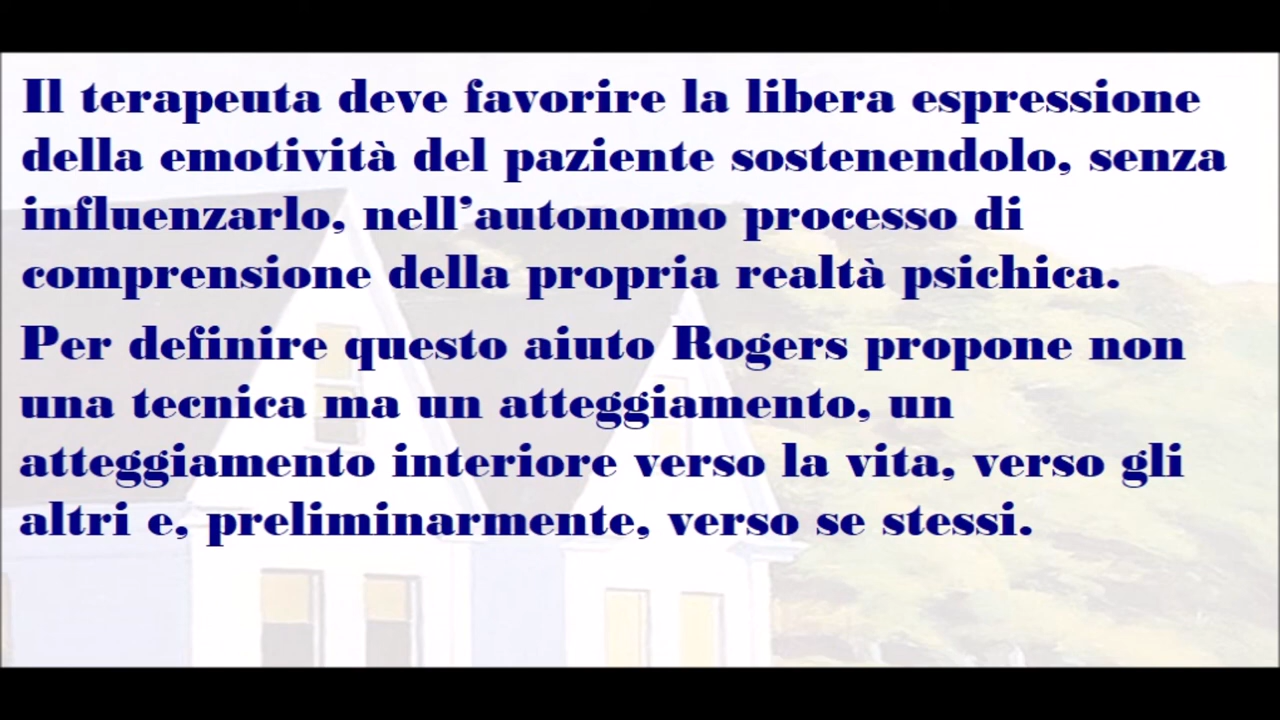 Il terapeuta deve favorire la libera espressione
della emotività del paziente sostenendolo, senza
influenzarlo, nell'autonomo processo di
comprensione della propria realtà psichica.
Per definire questo aiuto Rogers propone non
una tecnica ma un atteggiamento, un
atteggiamento interiore verso la vita, verso gli
altri e, preliminarmente, verso se stessi.